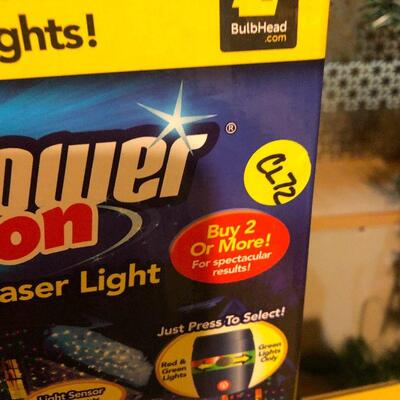 ights!
BulbHead
.com
ower®
on
CL72
Buy 2
Or More!
For spectacular
results!
aser Light
Just Press To Select!
Red &
Green
Lights
Green
Lights
Only
Light Sensor